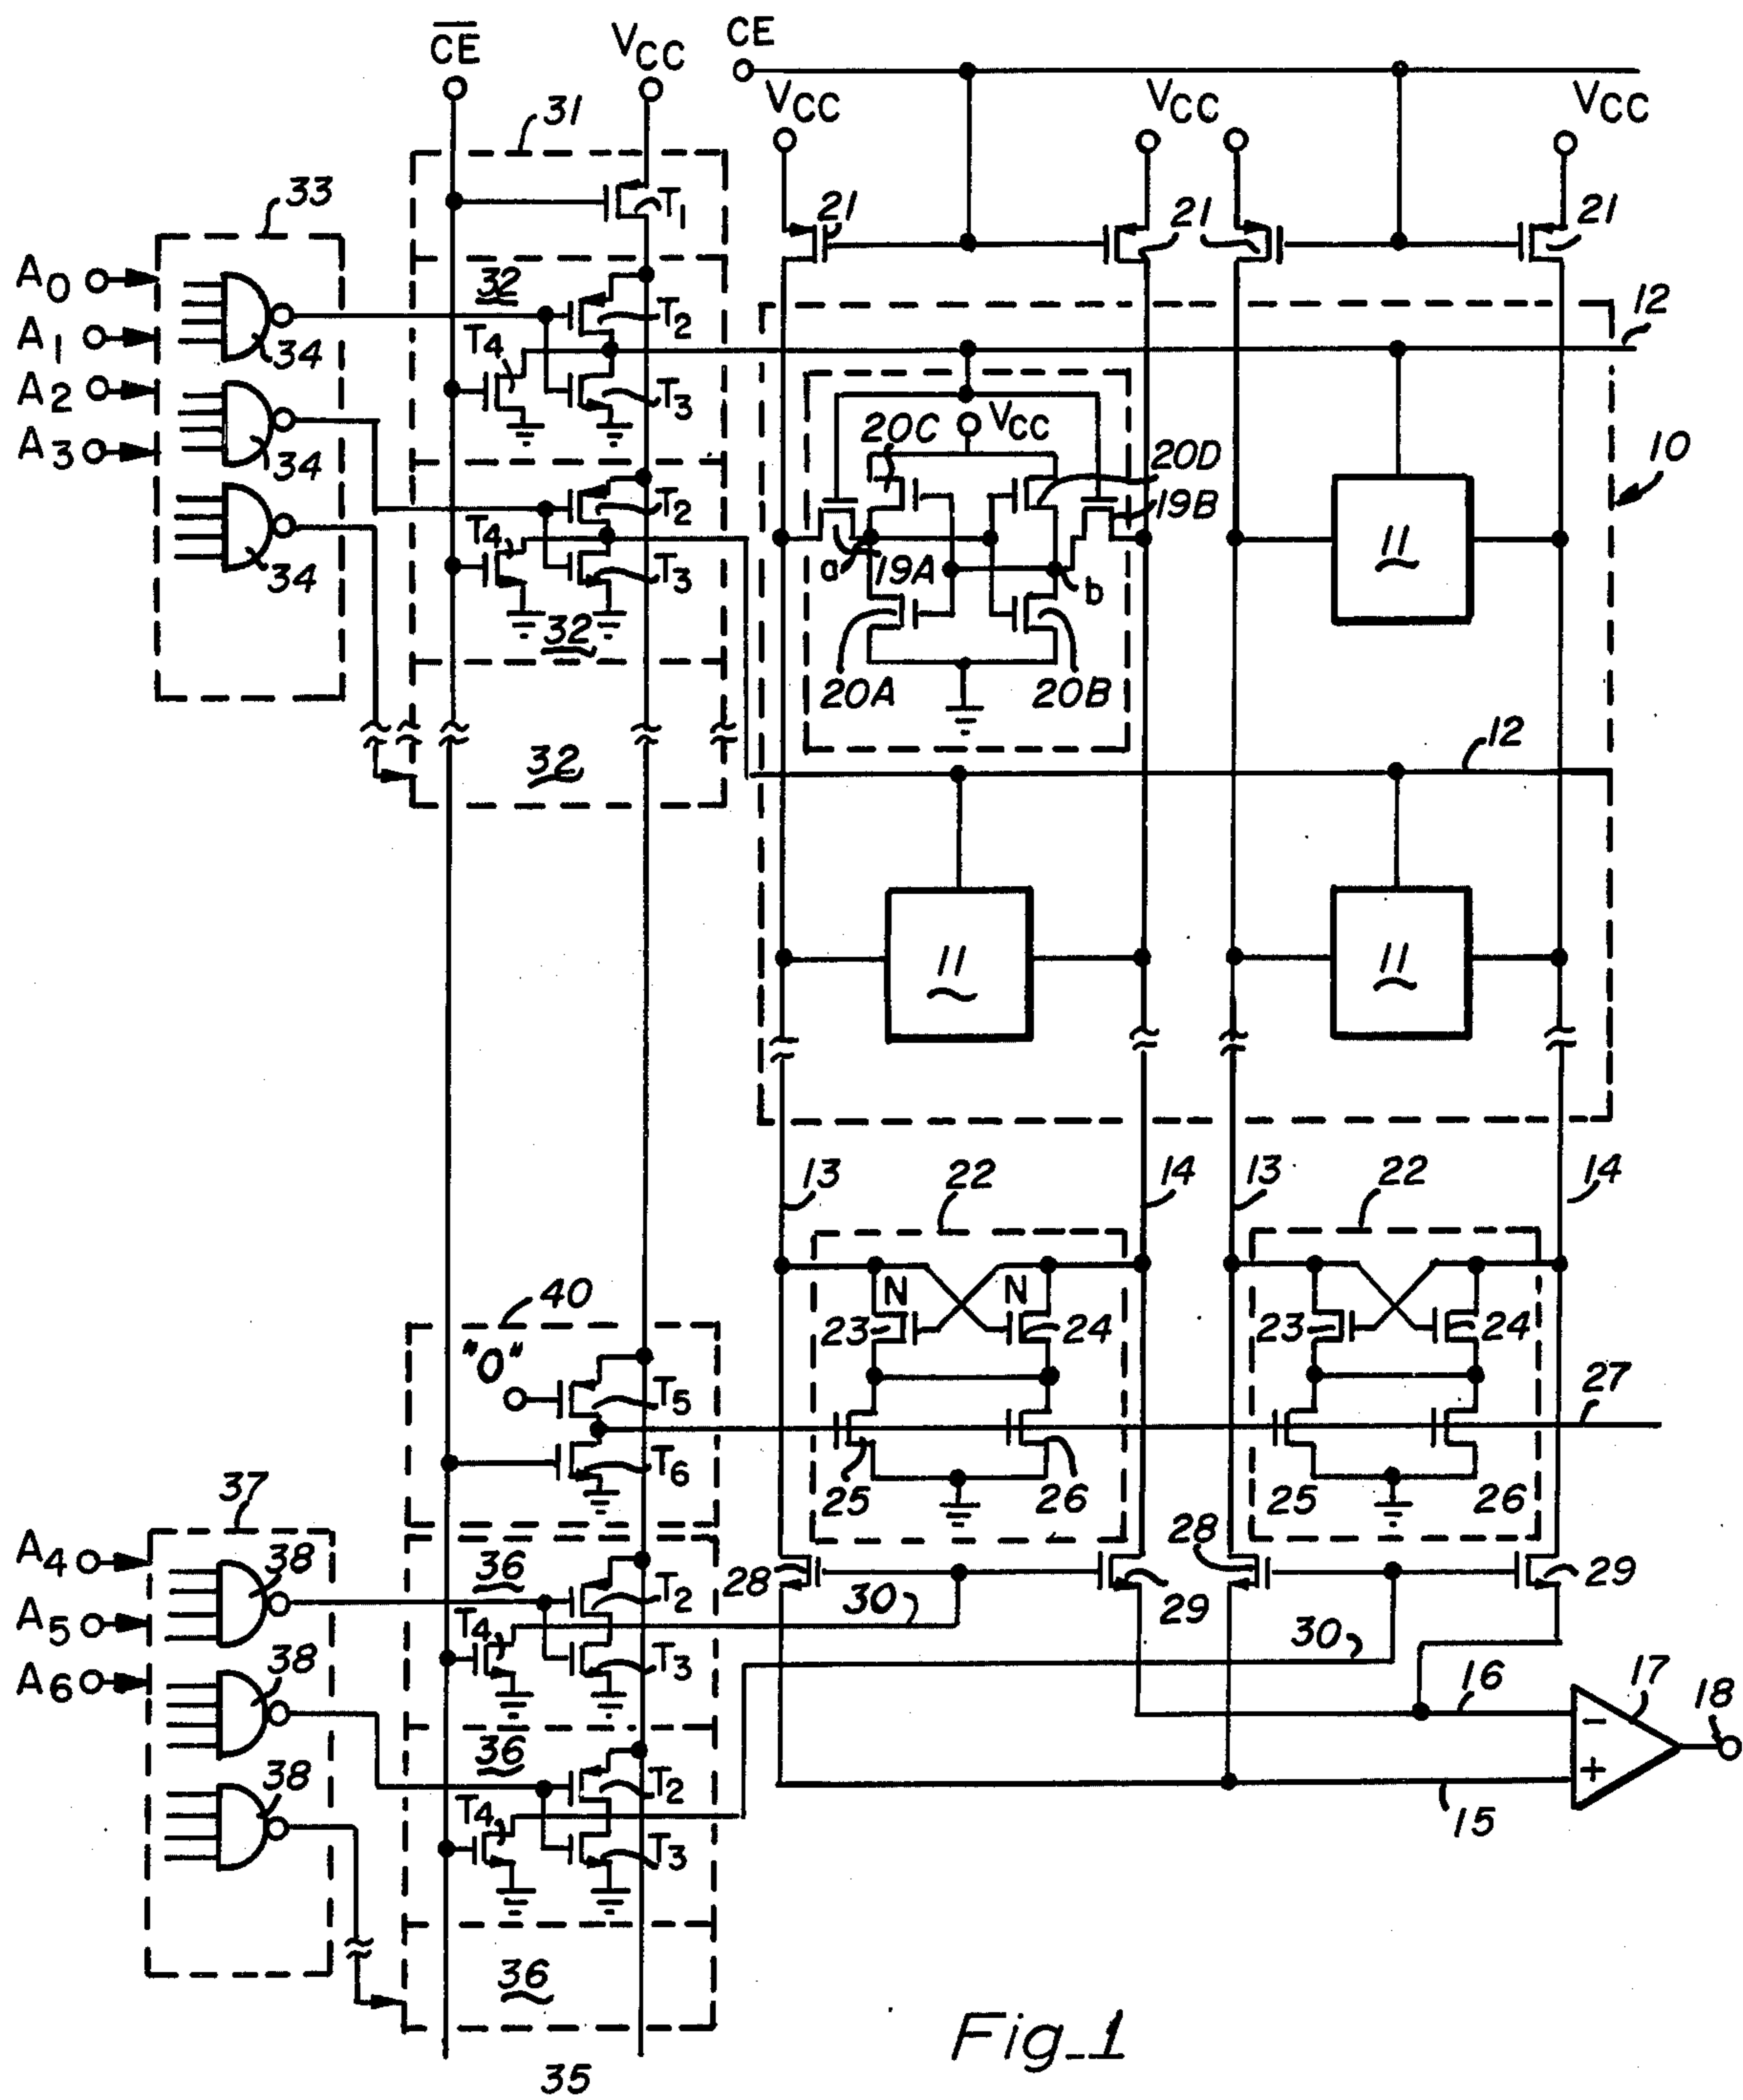 C̅E̅
VCC
CE
VCC
VCC
VCC
31
33
T1
21
21
21
A0
A1
A2
A3
34
34
34
32
T2
T4
T3
12
10
VCC
20C
20D
19B
a
19A
b
20A
20B
11
T2
T4
T3
32
32
12
11
11
13
22
14
13
22
14
40
"0"
T5
T6
N
N
23
24
23
24
27
25
26
25
26
37
A4
A5
A6
38
38
38
36
T2
T4
T3
28
29
28
29
30
30
36
T2
T4
T3
16
17
18
−
+
15
36
35
Fig_1